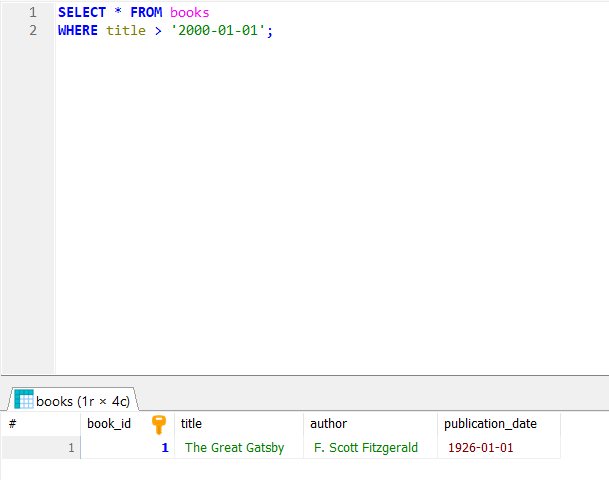 1 SELECT * FROM books
2 WHERE title > '2000-01-01';
books (1r × 4c)
# book_id title author publication_date
1 1 The Great Gatsby F. Scott Fitzgerald 1926-01-01